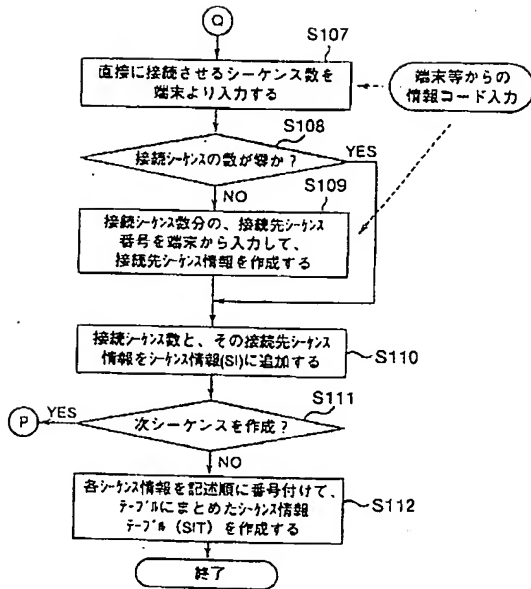 Q
S107
直接に接続させるシーケンス数を
端末より入力する
端末等からの
情報コード入力
S108
接続シーケンスの数が零か?
YES
NO
S109
接続シーケンス数分の、接続先シーケンス
番号を端末から入力して、
接続先シーケンス情報を作成する
接続シーケンス数と、その接続先シーケンス
情報をシーケンス情報(SI)に追加する
S110
S111
P
YES
次シーケンスを作成?
NO
各シーケンス情報を記述順に番号付けて、
テーブルにまとめたシーケンス情報
テーブル(SIT)を作成する
S112
終了